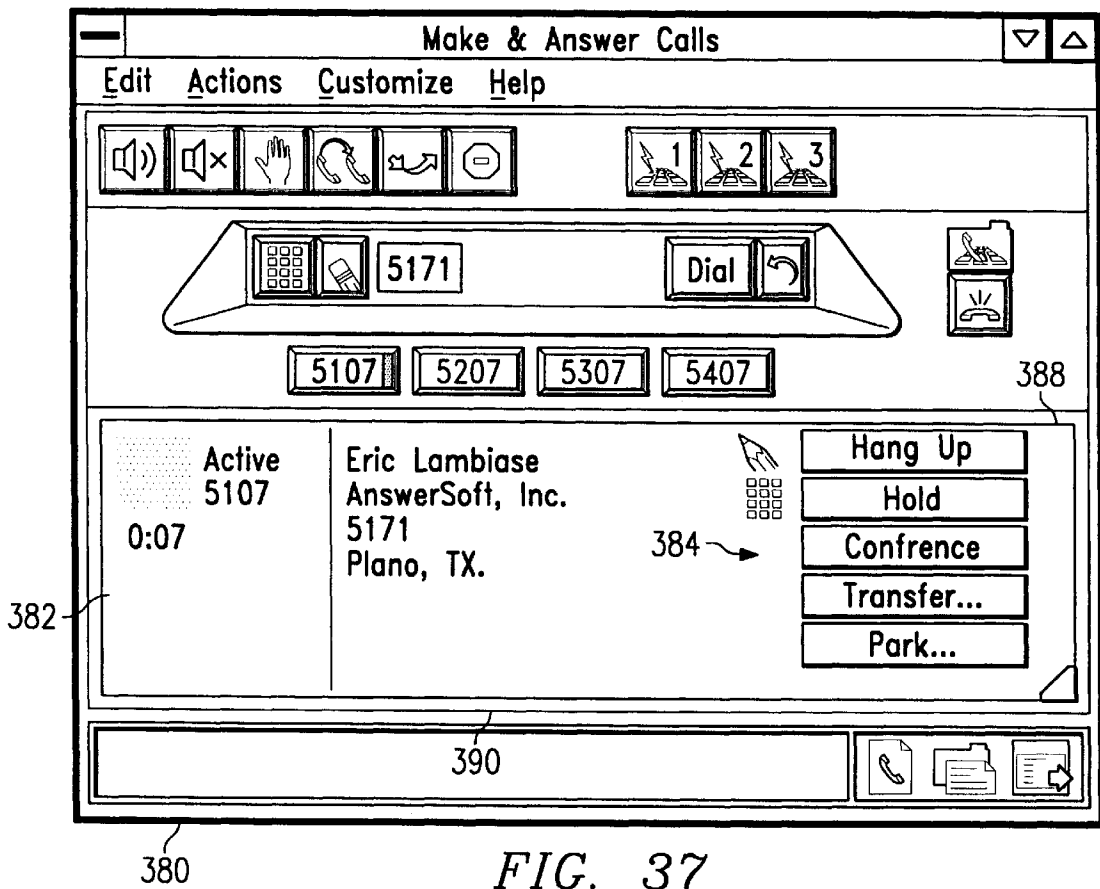 Make & Answer Calls
Edit Actions Customize Help
1 2 3
5171 Dial
5107 5207 5307 5407
388
Active
5107
0:07
Eric Lambiase
AnswerSoft, Inc.
5171
Plano, TX.
384
Hang Up
Hold
Confrence
Transfer...
Park...
382
390
380
FIG. 37